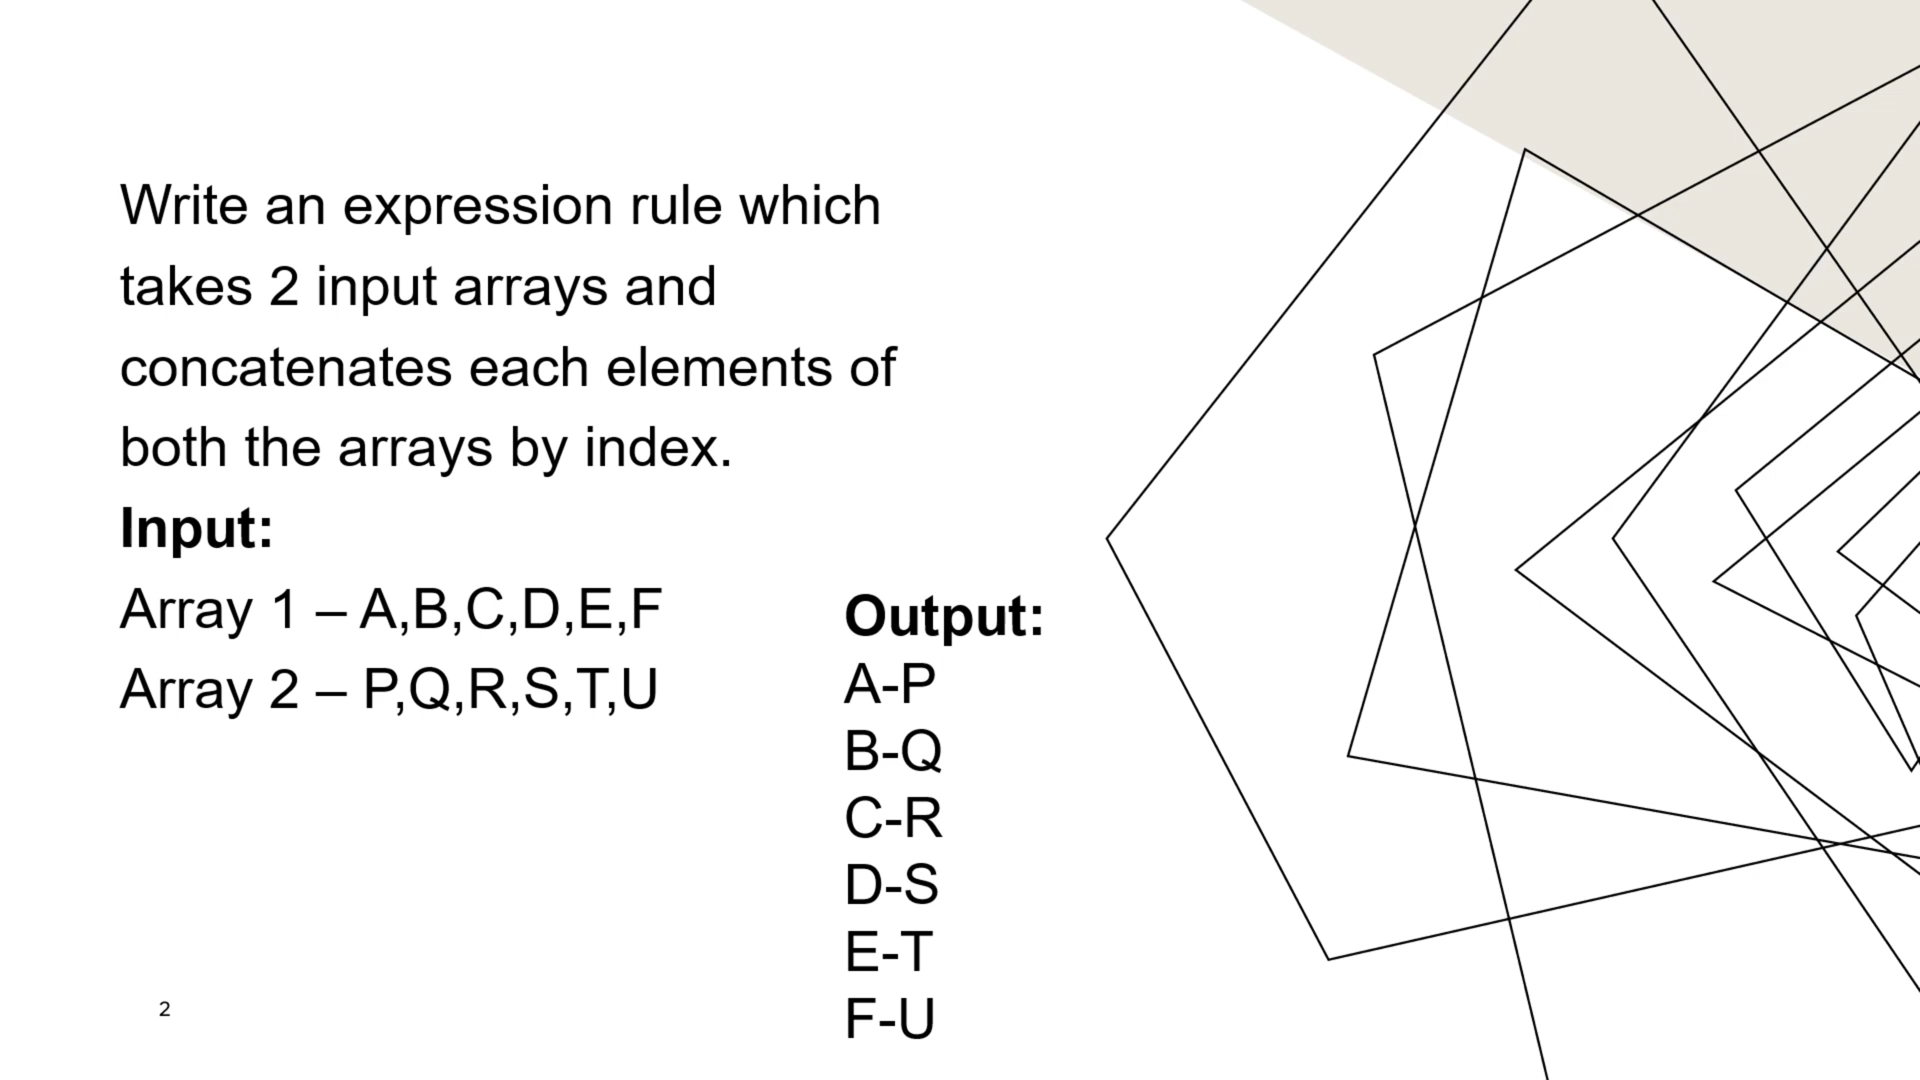 Write an expression rule which
takes 2 input arrays and
concatenates each elements of
both the arrays by index.
Input:
Array 1 – A,B,C,D,E,F
Array 2 – P,Q,R,S,T,U
Output:
A-P
B-Q
C-R
D-S
E-T
F-U
2